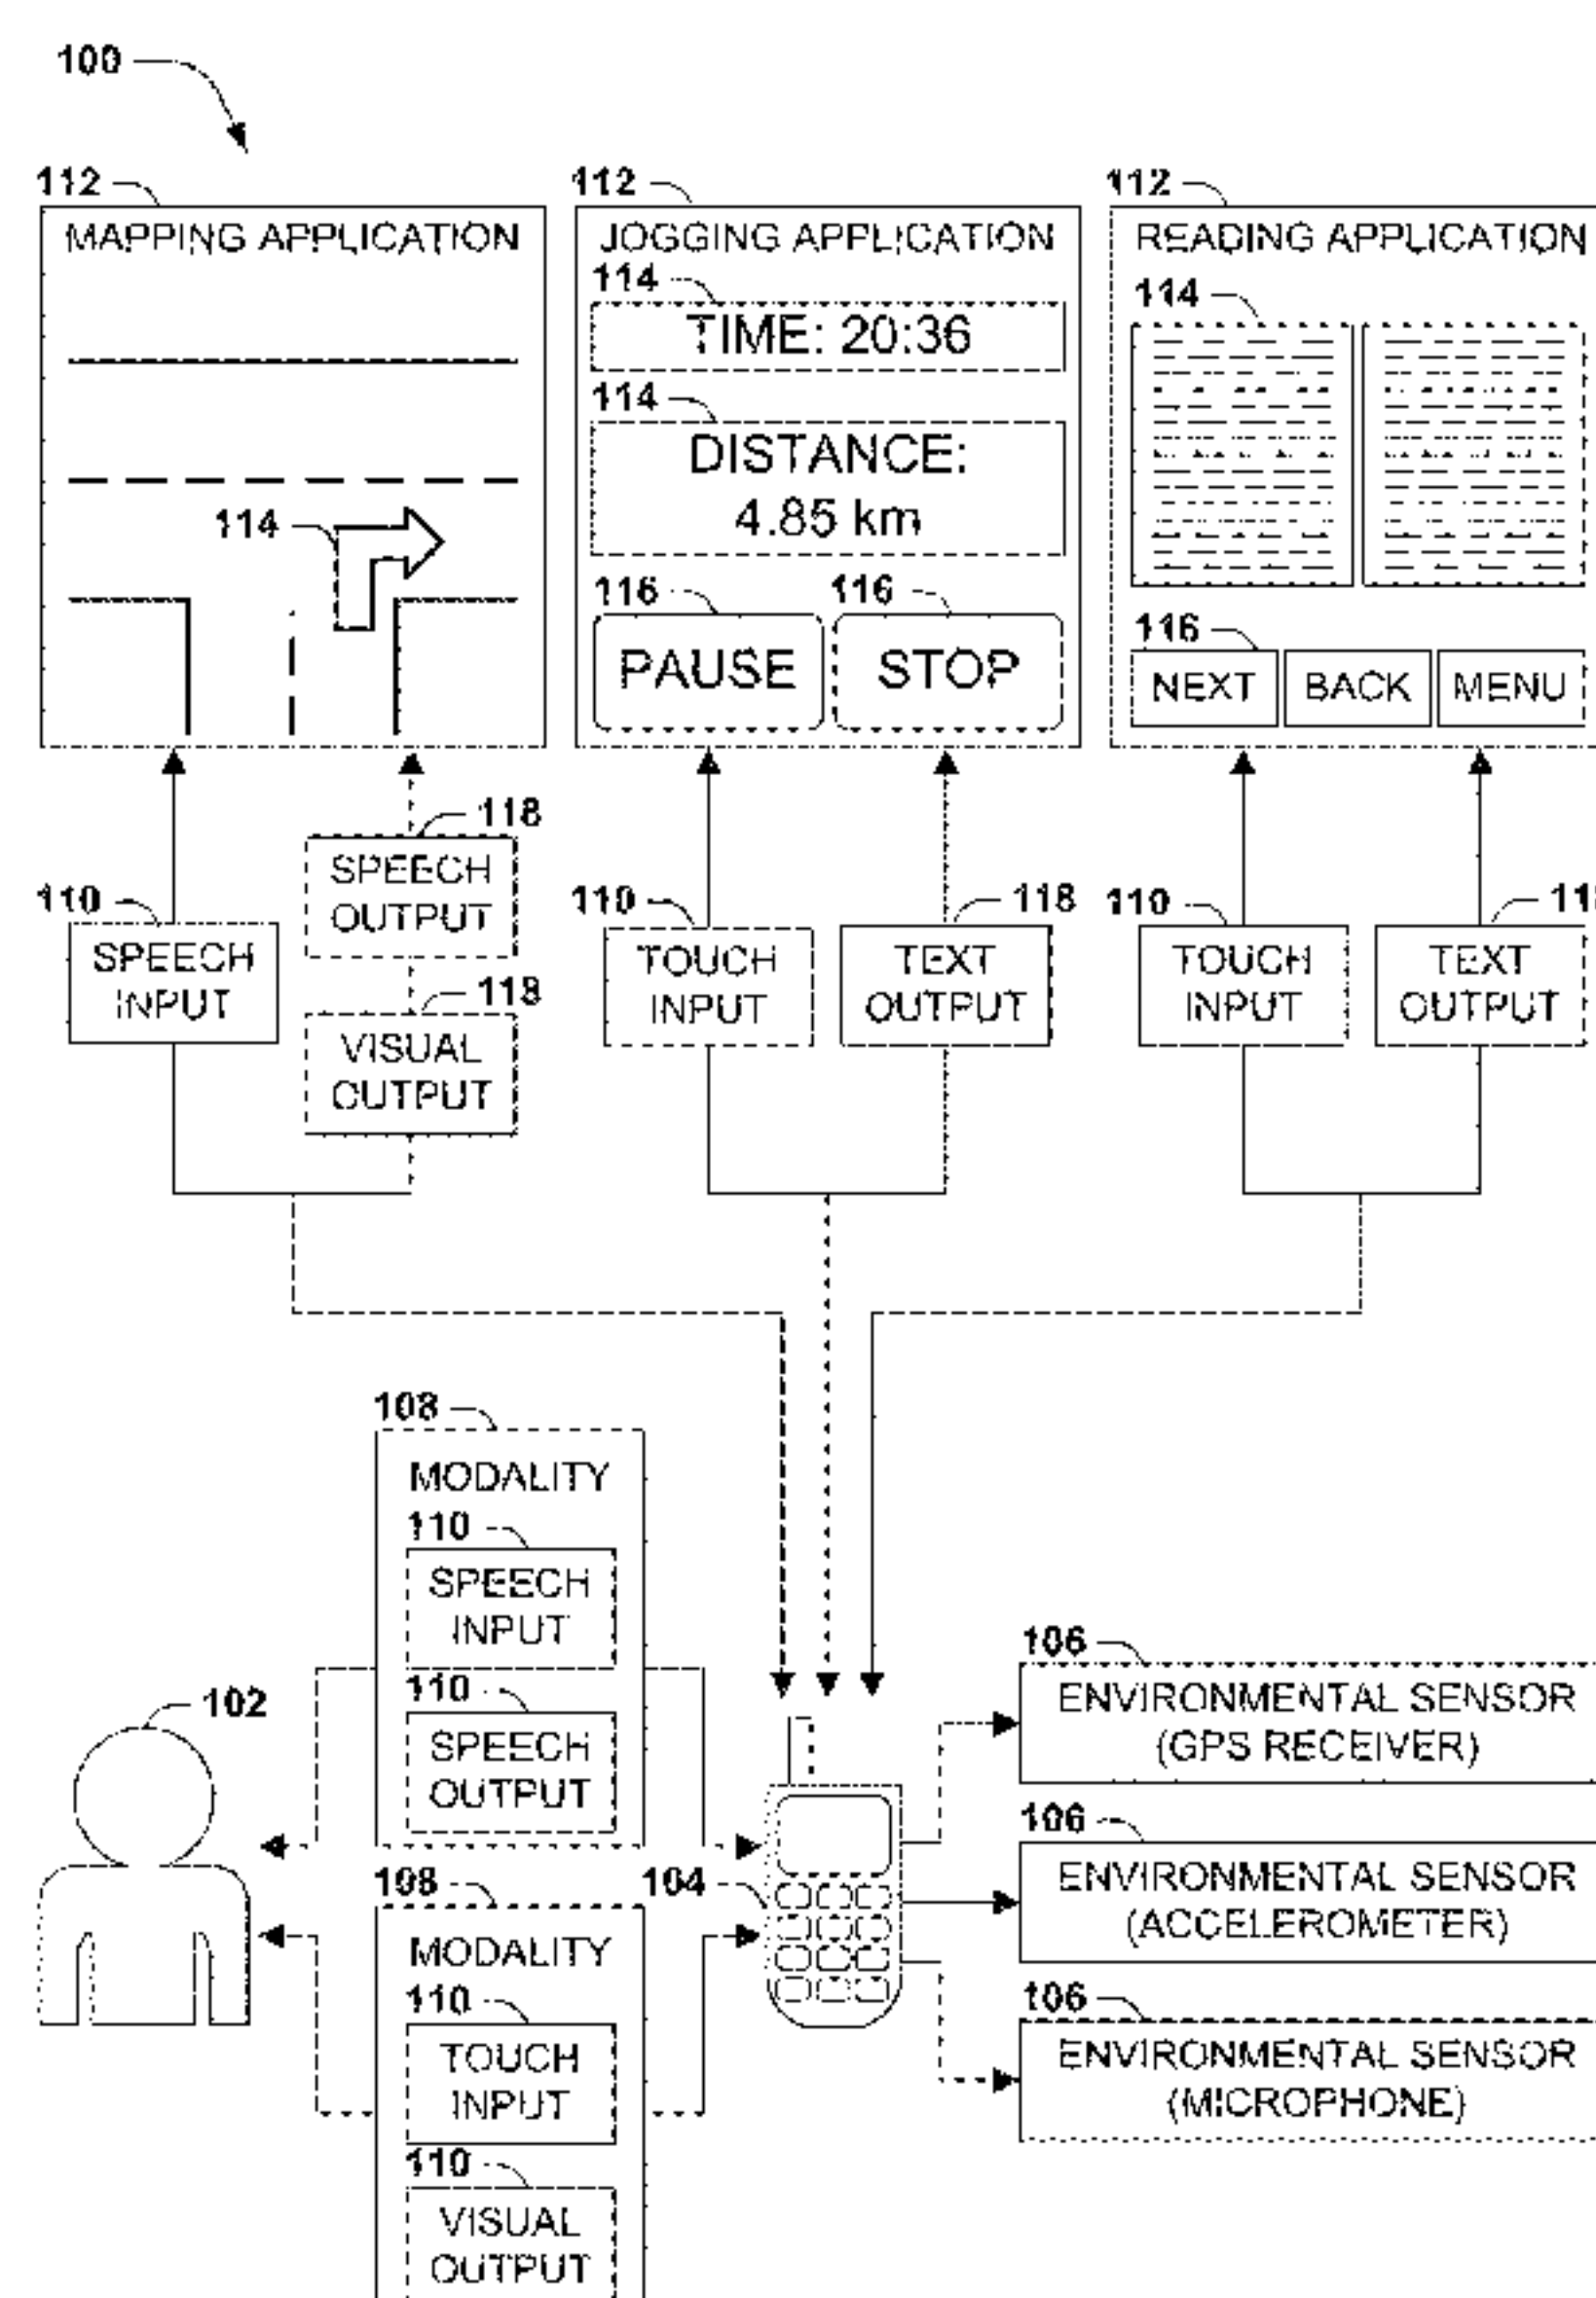 100
112
MAPPING APPLICATION
114
112
JOGGING APPLICATION
114
TIME: 20:36
114
DISTANCE:
4.85 km
116
PAUSE
116
STOP
112
READING APPLICATION
114
116
NEXT
BACK
MENU
110
SPEECH
INPUT
118
SPEECH
OUTPUT
118
VISUAL
OUTPUT
110
TOUCH
INPUT
118
TEXT
OUTPUT
110
TOUCH
INPUT
TEXT
OUTPUT
108
MODALITY
110
SPEECH
INPUT
110
SPEECH
OUTPUT
102
108
MODALITY
110
TOUCH
INPUT
110
VISUAL
OUTPUT
104
106
ENVIRONMENTAL SENSOR
(GPS RECEIVER)
106
ENVIRONMENTAL SENSOR
(ACCELEROMETER)
106
ENVIRONMENTAL SENSOR
(MICROPHONE)